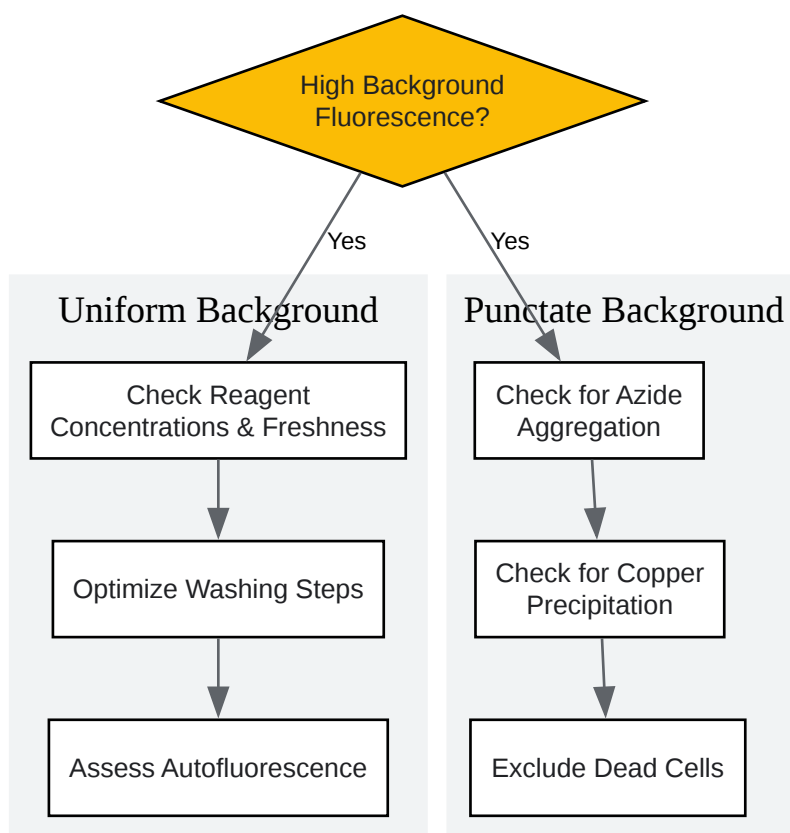 High Background
Fluorescence?
Yes
Yes
Uniform Background
Check Reagent
Concentrations & Freshness
Optimize Washing Steps
Assess Autofluorescence
Punctate Background
Check for Azide
Aggregation
Check for Copper
Precipitation
Exclude Dead Cells